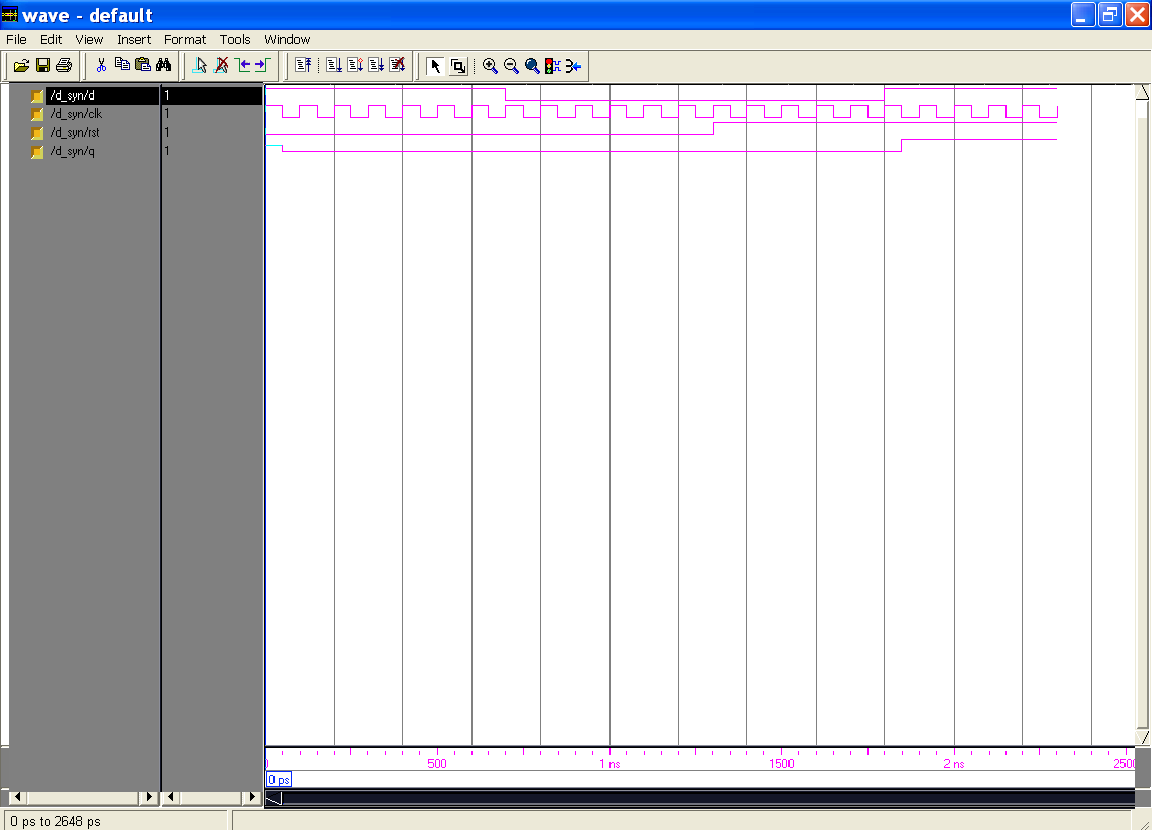 wave - default
File Edit View Insert Format Tools Window
/d_syn/d 1
/d_syn/clk 1
/d_syn/rst 1
/d_syn/q 1
500 1 ns 1500 2 ns 2500
0 ps
0 ps to 2648 ps